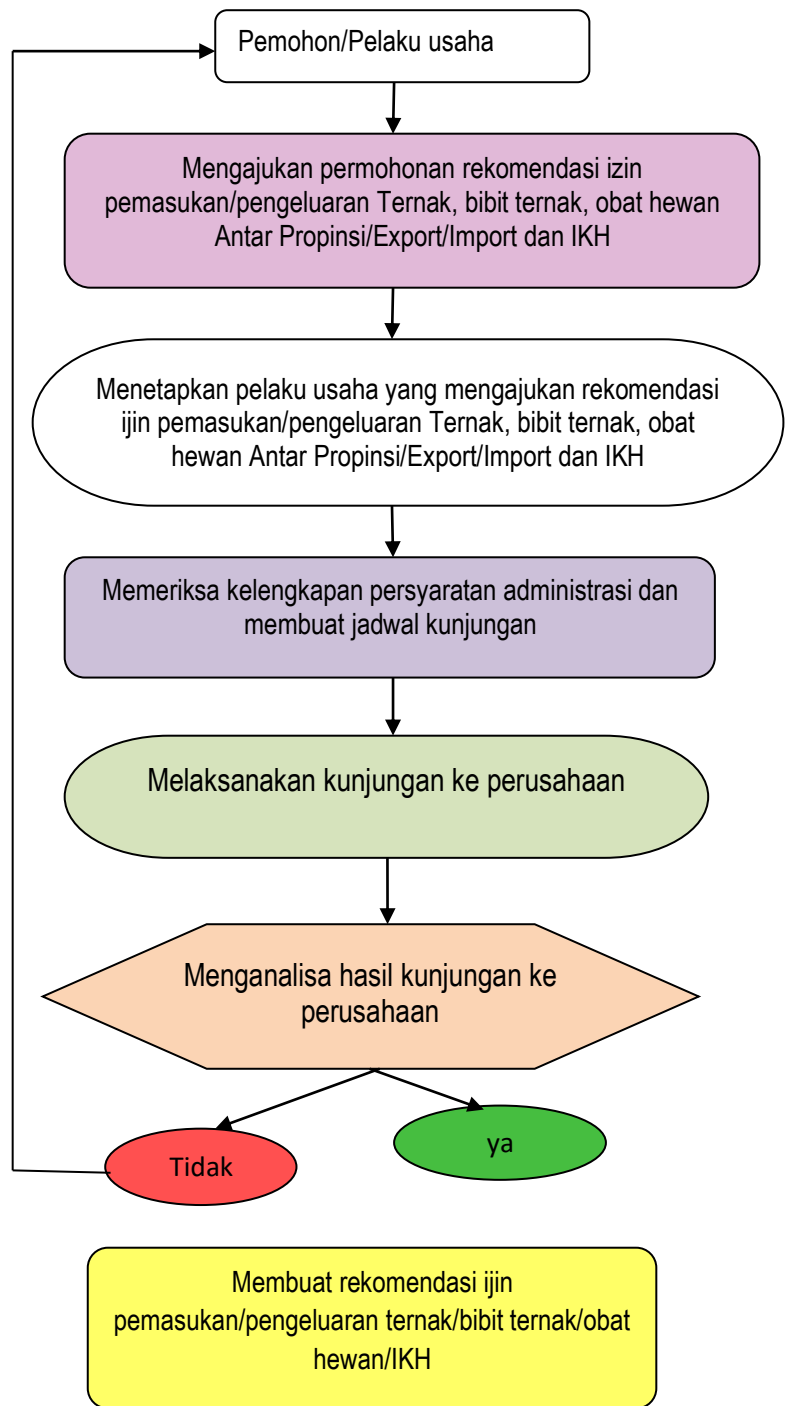 Pemohon/Pelaku usaha
Mengajukan permohonan rekomendasi izin
pemasukan/pengeluaran Ternak, bibit ternak, obat hewan
Antar Propinsi/Export/Import dan IKH
Menetapkan pelaku usaha yang mengajukan rekomendasi
ijin pemasukan/pengeluaran Ternak, bibit ternak, obat
hewan Antar Propinsi/Export/Import dan IKH
Memeriksa kelengkapan persyaratan administrasi dan
membuat jadwal kunjungan
Melaksanakan kunjungan ke perusahaan
Menganalisa hasil kunjungan ke
perusahaan
Tidak
ya
Membuat rekomendasi ijin
pemasukan/pengeluaran ternak/bibit ternak/obat
hewan/IKH